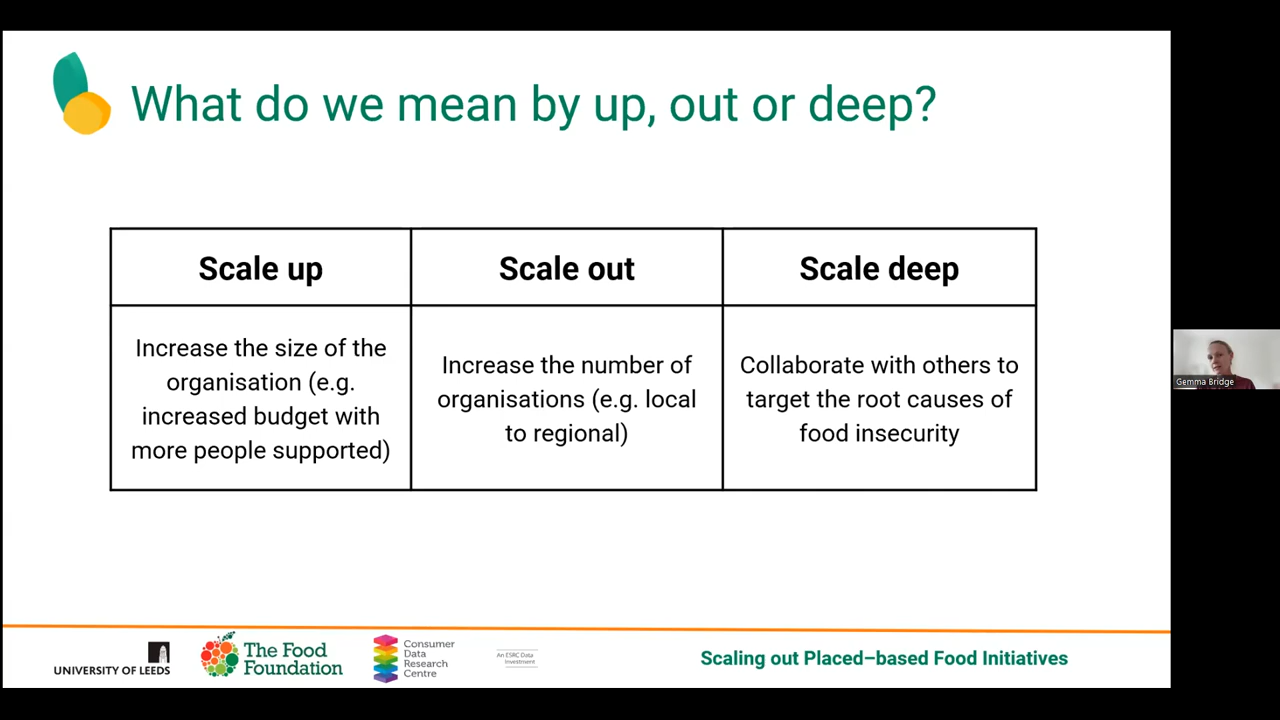 What do we mean by up, out or deep?
Scale up
Scale out
Scale deep
Increase the size of the
organisation (e.g.
increased budget with
more people supported)
Increase the number of
organisations (e.g. local
to regional)
Collaborate with others to
target the root causes of
food insecurity
Gemma Bridge
UNIVERSITY OF LEEDS
The Food
Foundation
Consumer
Data
Research
Centre
An ESRC Data
Investment
Scaling out Placed–based Food Initiatives